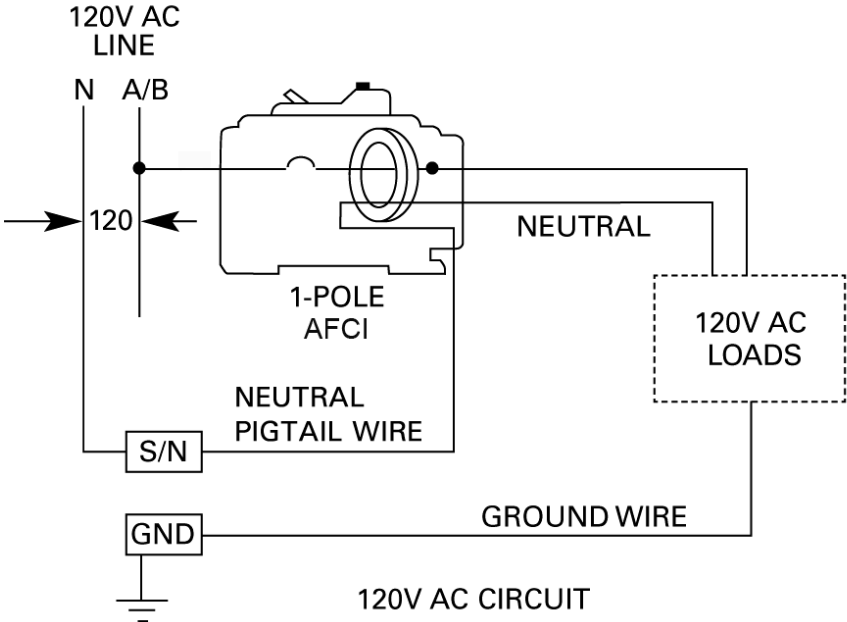 120V AC
LINE
N A/B
120
NEUTRAL
1-POLE
AFCI
120V AC
LOADS
NEUTRAL
PIGTAIL WIRE
S/N
GROUND WIRE
GND
120V AC CIRCUIT